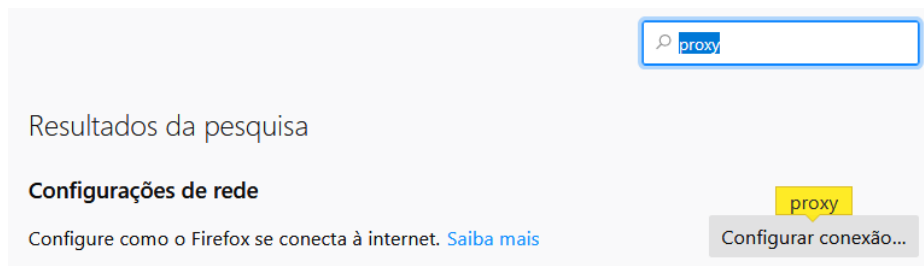 proxy
Resultados da pesquisa
Configurações de rede
proxy
Configure como o Firefox se conecta à internet. Saiba mais
Configurar conexão...